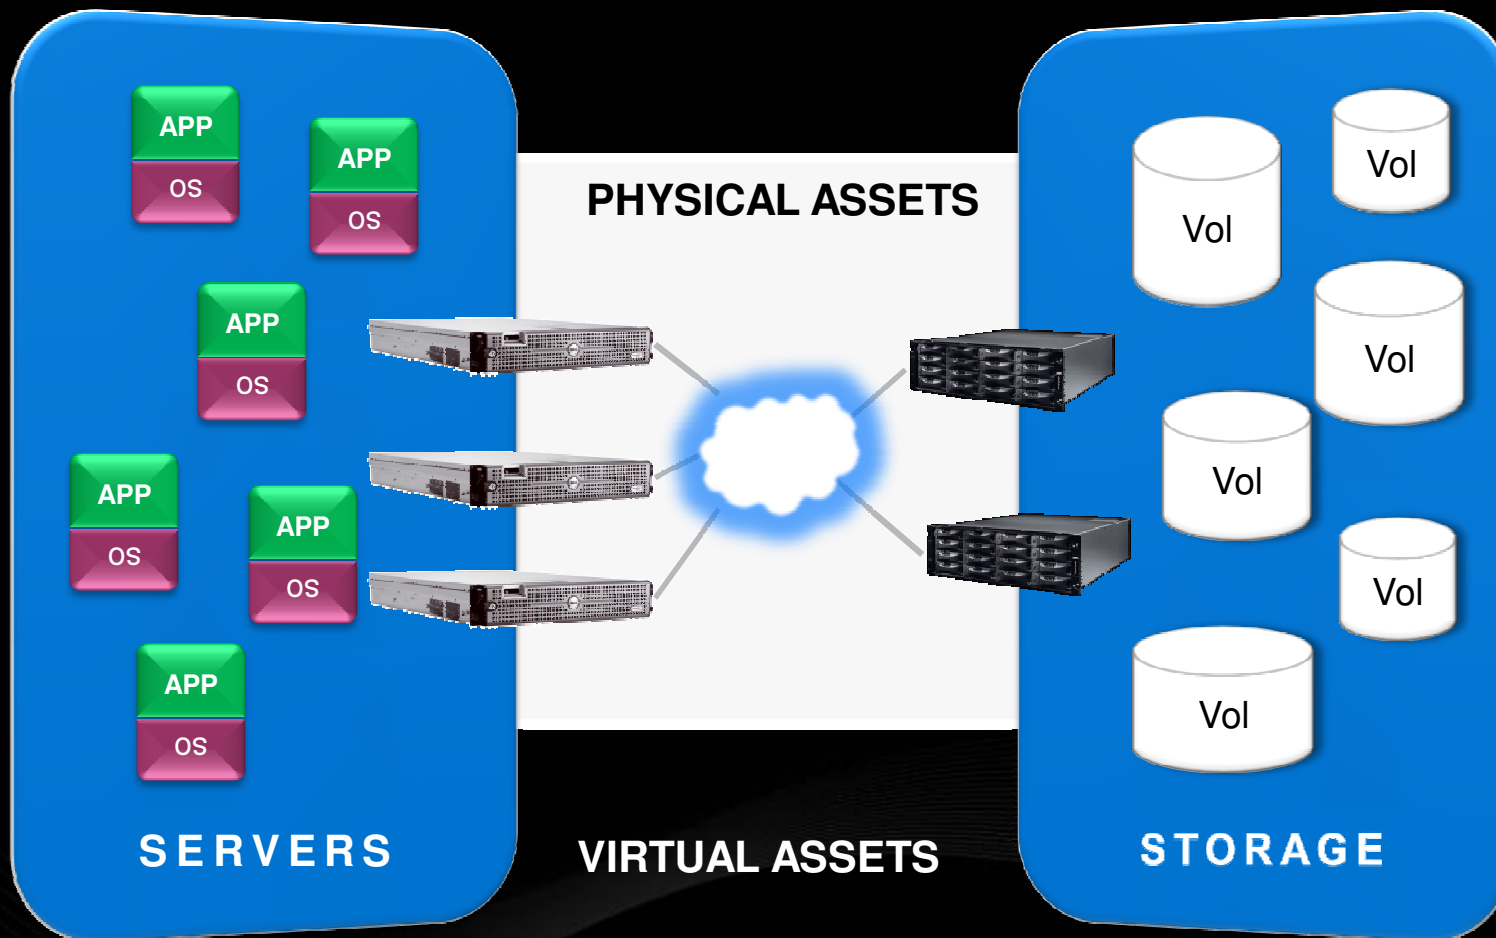 APP
OS
APP
OS
APP
OS
APP
OS
APP
OS
APP
OS
SERVERS
PHYSICAL ASSETS
VIRTUAL ASSETS
Vol
Vol
Vol
Vol
Vol
Vol
STORAGE